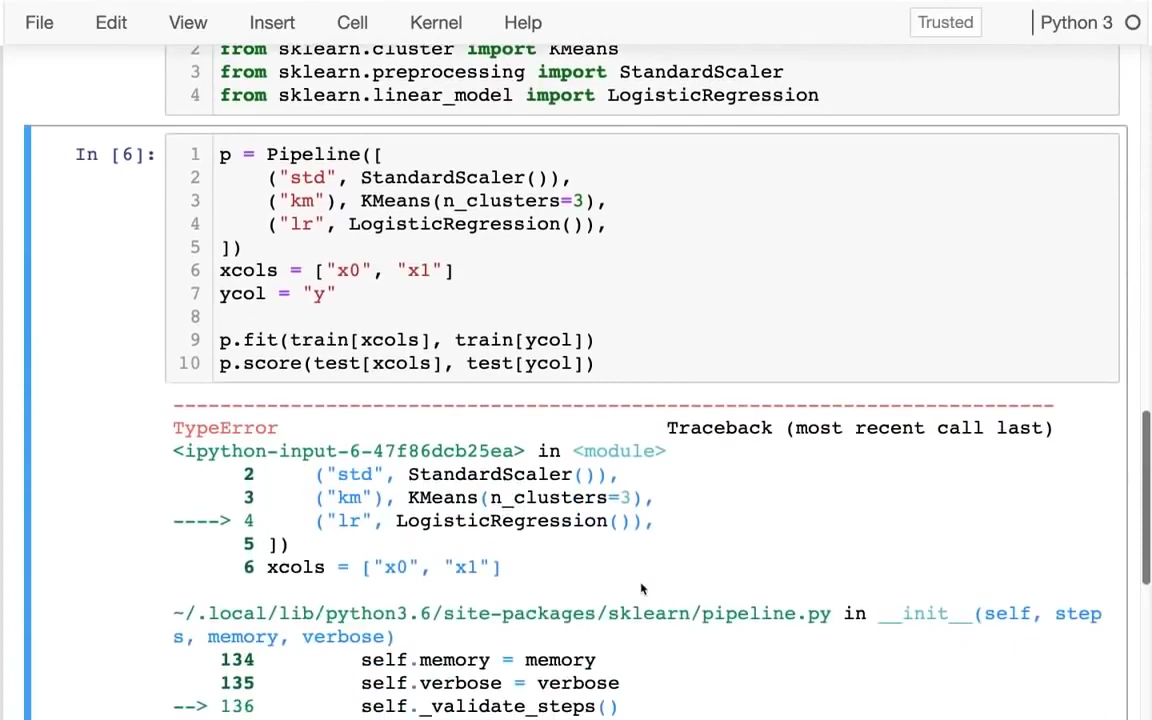 File Edit View Insert Cell Kernel Help Trusted Python 3
2 from sklearn.cluster import KMeans
3 from sklearn.preprocessing import StandardScaler
4 from sklearn.linear_model import LogisticRegression
In [6]: 1 p = Pipeline([
2 ("std", StandardScaler()),
3 ("km"), KMeans(n_clusters=3),
4 ("lr", LogisticRegression()),
5 ])
6 xcols = ["x0", "x1"]
7 ycol = "y"
8
9 p.fit(train[xcols], train[ycol])
10 p.score(test[xcols], test[ycol])
---------------------------------------------------------------------------
TypeError Traceback (most recent call last)
<ipython-input-6-47f86dcb25ea> in <module>
2 ("std", StandardScaler()),
3 ("km"), KMeans(n_clusters=3),
----> 4 ("lr", LogisticRegression()),
5 ])
6 xcols = ["x0", "x1"]
~/.local/lib/python3.6/site-packages/sklearn/pipeline.py in __init__(self, step
s, memory, verbose)
134 self.memory = memory
135 self.verbose = verbose
--> 136 self._validate_steps()